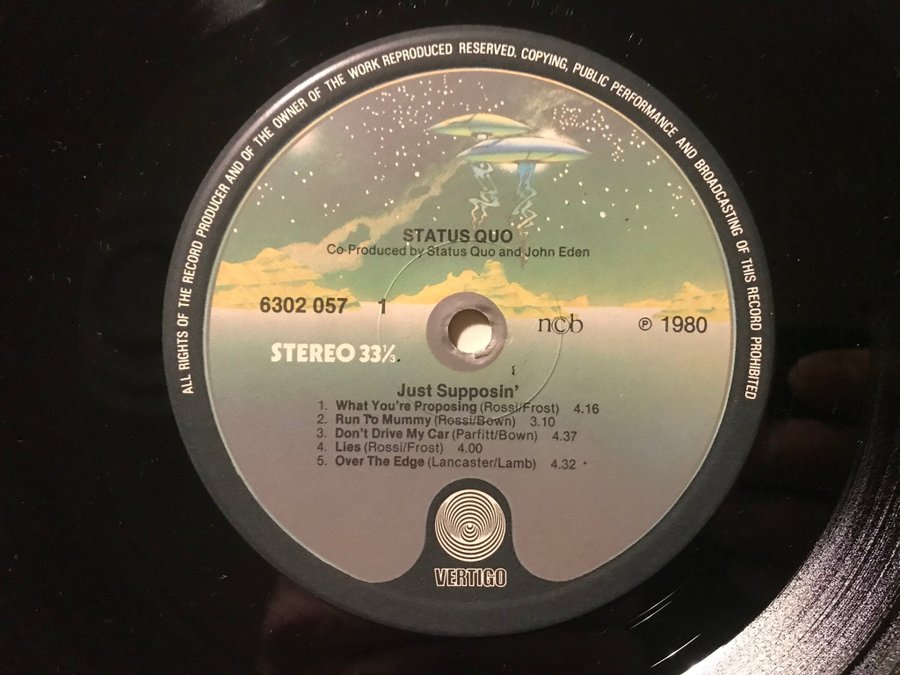 ALL RIGHTS OF THE RECORD PRODUCER AND OF THE OWNER OF THE WORK REPRODUCED RESERVED. COPYING, PUBLIC PERFORMANCE AND BROADCASTING OF THIS RECORD PROHIBITED
STATUS QUO
Co-Produced by Status Quo and John Eden
6302 057 1
n©b ℗ 1980
STEREO 33⅓
Just Supposin'
1. What You're Proposing (Rossi/Frost) 4.16
2. Run To Mummy (Rossi/Bown) 3.10
3. Don't Drive My Car (Parfitt/Bown) 4.37
4. Lies (Rossi/Frost) 4.00
5. Over The Edge (Lancaster/Lamb) 4.32
VERTIGO